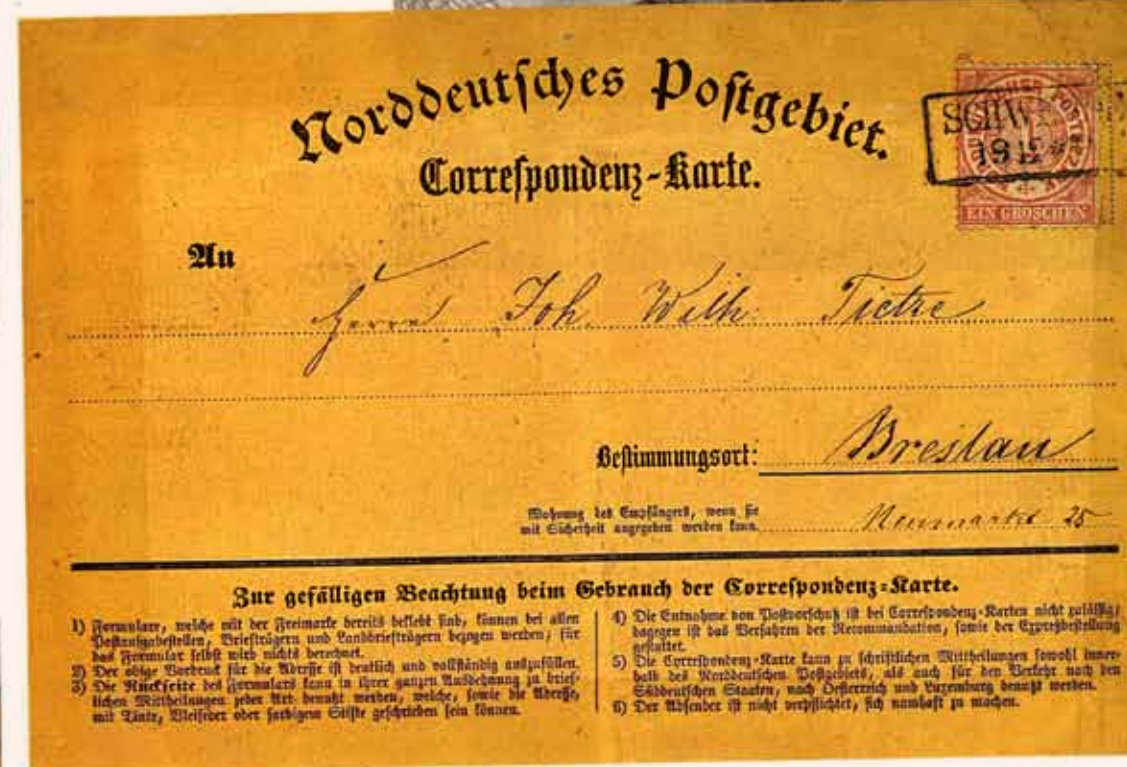 Norddeutsches Postgebiet.
Correspondenz-Karte.
SCHW
19 12
EIN GROSCHEN
An
Herrn Joh. Wilh. Tietze
Bestimmungsort: Breslau
Wohnung des Empfängers, wenn sie
mit Sicherheit angegeben werden kann.
Neumarkt 25
Zur gefälligen Beachtung beim Gebrauch der Correspondenz-Karte.
1) Formulare, welche mit der Freimarke bereits beklebt sind, können bei allen
Postausgabestellen, Briefträgern und Landbriefträgern bezogen werden; für
das Formular selbst wird nichts berechnet.
2) Der obige Vordruck für die Adresse ist deutlich und vollständig auszufüllen.
3) Die Rückseite des Formulars kann in ihrer ganzen Ausdehnung zu brief-
lichen Mittheilungen jeder Art benutzt werden, welche, sowie die Adresse,
mit Tinte, Bleifeder oder farbigem Stifte geschrieben sein können.
4) Die Entnahme von Postvorschuß ist bei Correspondenz-Karten nicht zulässig;
dagegen ist das Verfahren der Recommandation, sowie der Expreßbestellung
gestattet.
5) Die Correspondenz-Karte kann zu schriftlichen Mittheilungen sowohl inner-
halb des Norddeutschen Postgebiets, als auch für den Verkehr nach den
Süddeutschen Staaten, nach Oesterreich und Luxemburg benutzt werden.
6) Der Absender ist nicht verpflichtet, sich namhaft zu machen.